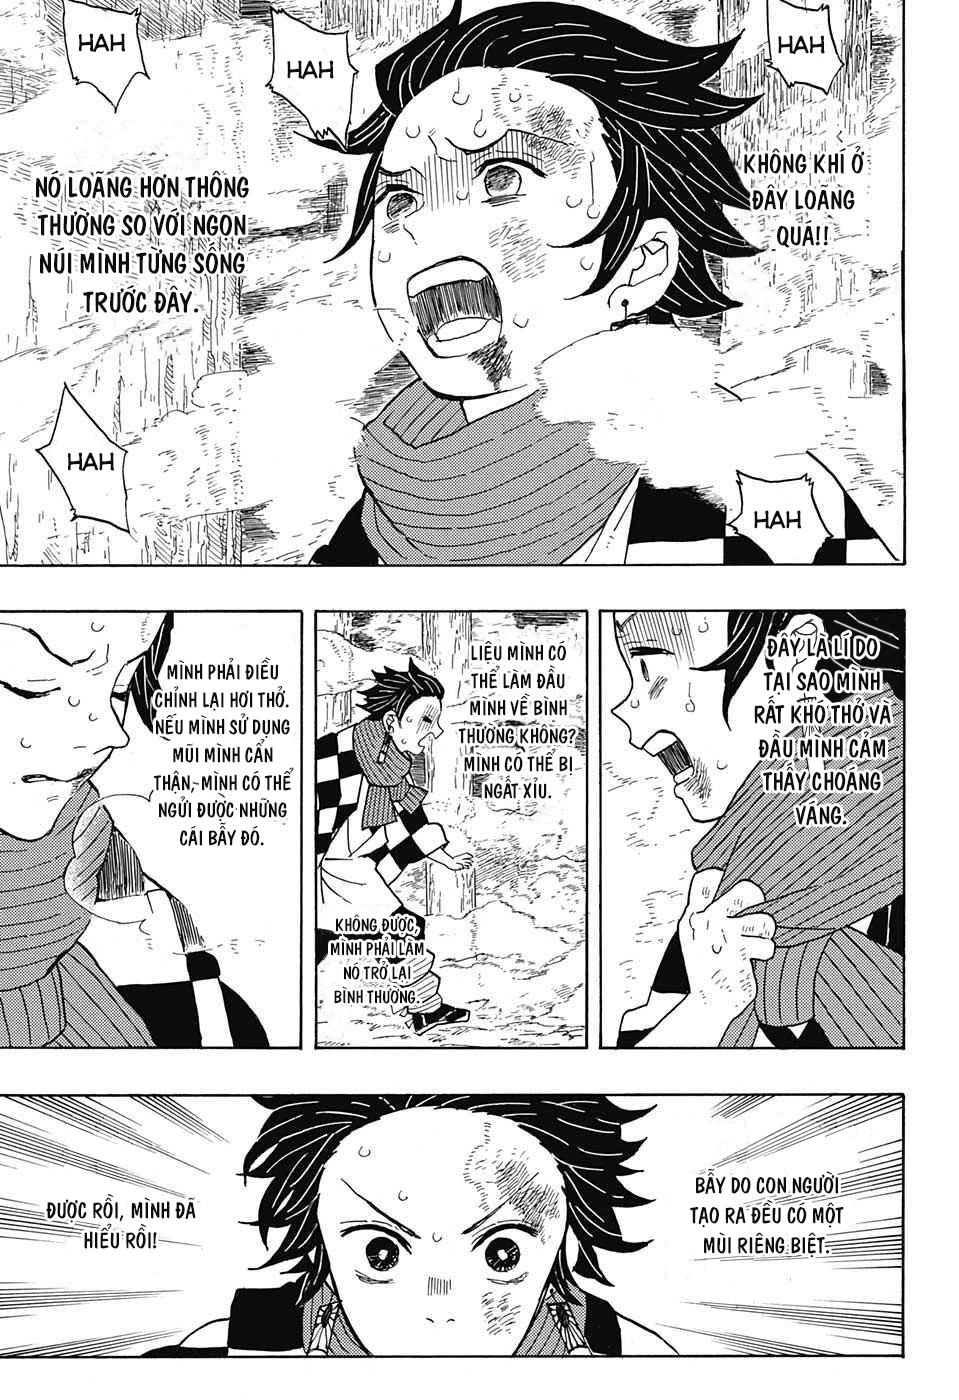 HAH
HAH
HAH
KHÔNG KHÍ Ở
ĐÂY LOÃNG
QUÁ!!
NÓ LOÃNG HƠN THÔNG
THƯỜNG SO VỚI NGỌN
NÚI MÌNH TỪNG SỐNG
TRƯỚC ĐÂY.
HAH
HAH
ĐÂY LÀ LÍ DO
TẠI SAO MÌNH
RẤT KHÓ THỞ VÀ
ĐẦU MÌNH CẢM
THẤY CHOÁNG
VÁNG.
LIỆU MÌNH CÓ
THỂ LÀM ĐẦU
MÌNH VỀ BÌNH
THƯỜNG KHÔNG?
MÌNH CÓ THỂ BỊ
NGẤT XỈU.
KHÔNG ĐƯỢC,
MÌNH PHẢI LÀM
NÓ TRỞ LẠI
BÌNH THƯỜNG.
MÌNH PHẢI ĐIỀU
CHỈNH LẠI HƠI THỞ.
NẾU MÌNH SỬ DỤNG
MŨI MÌNH CẨN
THẬN, MÌNH CÓ THỂ
NGỬI ĐƯỢC NHỮNG
CÁI BẪY ĐÓ.
BẪY DO CON NGƯỜI
TẠO RA ĐỀU CÓ MỘT
MÙI RIÊNG BIỆT.
ĐƯỢC RỒI, MÌNH ĐÃ
HIỂU RỒI!